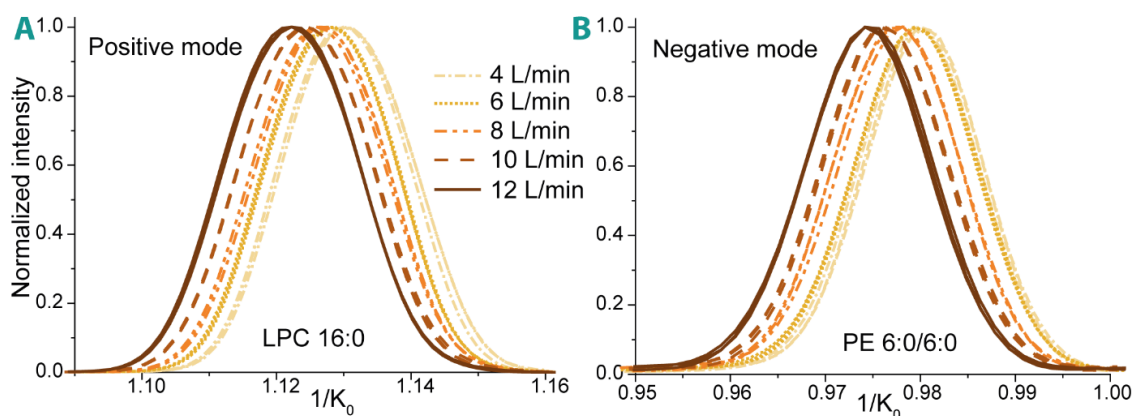 A
Positive mode
Normalized intensity
1.0
0.8
0.6
0.4
0.2
0.0
4 L/min
6 L/min
8 L/min
10 L/min
12 L/min
LPC 16:0
1.10
1.12
1.14
1.16
1/K0
B
Negative mode
1.0
0.8
0.6
0.4
0.2
0.0
PE 6:0/6:0
0.95
0.96
0.97
0.98
0.99
1.00
1/K0